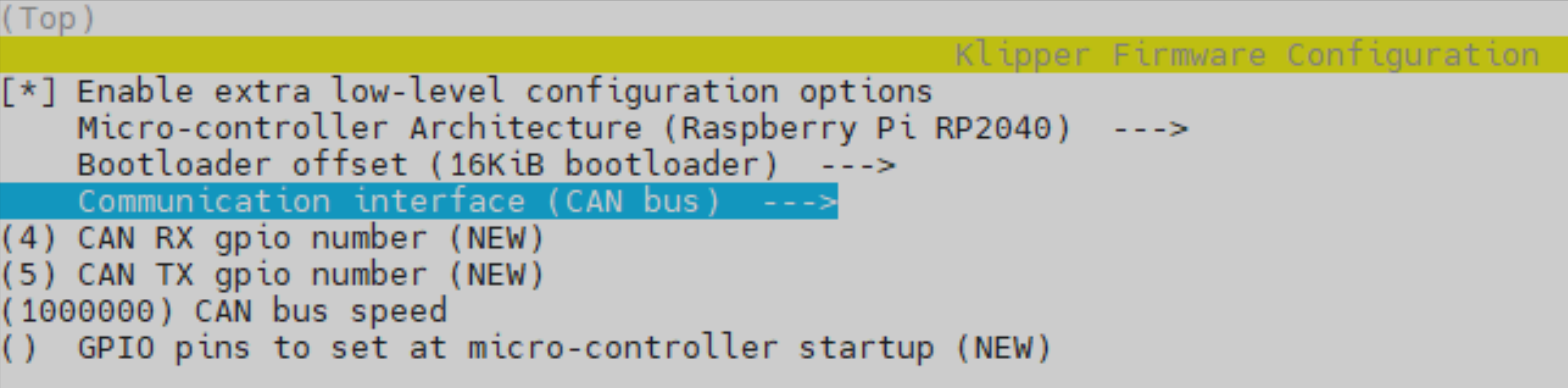 (Top)
Klipper Firmware Configuration
[*] Enable extra low-level configuration options
Micro-controller Architecture (Raspberry Pi RP2040)  --->
Bootloader offset (16KiB bootloader)  --->
Communication interface (CAN bus)  --->
(4) CAN RX gpio number (NEW)
(5) CAN TX gpio number (NEW)
(1000000) CAN bus speed
()  GPIO pins to set at micro-controller startup (NEW)